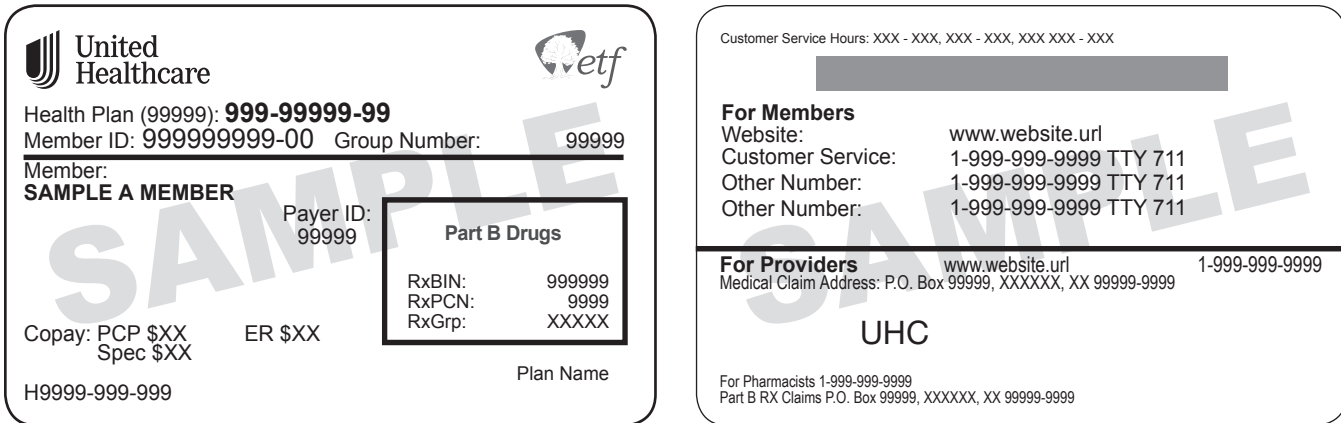 United
Healthcare
etf
Health Plan (99999): 999-99999-99
Member ID: 999999999-00 Group Number: 99999
Member:
SAMPLE A MEMBER
Payer ID:
99999
Part B Drugs
RxBIN: 999999
RxPCN: 9999
RxGrp: XXXXX
Copay: PCP $XX ER $XX
Spec $XX
Plan Name
H9999-999-999
SAMPLE
Customer Service Hours: XXX - XXX, XXX - XXX, XXX XXX - XXX
For Members
Website: www.website.url
Customer Service: 1-999-999-9999 TTY 711
Other Number: 1-999-999-9999 TTY 711
Other Number: 1-999-999-9999 TTY 711
For Providers www.website.url 1-999-999-9999
Medical Claim Address: P.O. Box 99999, XXXXXX, XX 99999-9999
UHC
For Pharmacists 1-999-999-9999
Part B RX Claims P.O. Box 99999, XXXXXX, XX 99999-9999
SAMPLE